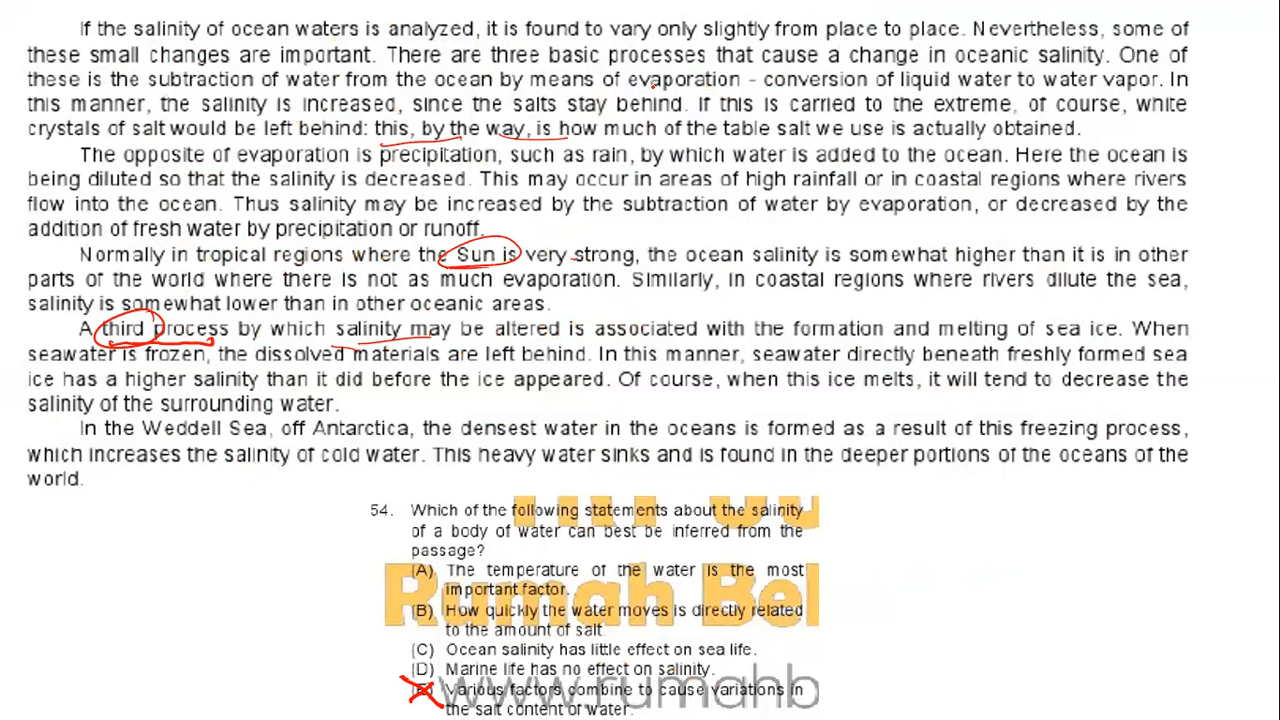 If the salinity of ocean waters is analyzed, it is found to vary only slightly from place to place. Nevertheless, some of
these small changes are important. There are three basic processes that cause a change in oceanic salinity. One of
these is the subtraction of water from the ocean by means of evaporation - conversion of liquid water to water vapor. In
this manner, the salinity is increased, since the salts stay behind. If this is carried to the extreme, of course, white
crystals of salt would be left behind: this, by the way, is how much of the table salt we use is actually obtained.
The opposite of evaporation is precipitation, such as rain, by which water is added to the ocean. Here the ocean is
being diluted so that the salinity is decreased. This may occur in areas of high rainfall or in coastal regions where rivers
flow into the ocean. Thus salinity may be increased by the subtraction of water by evaporation, or decreased by the
addition of fresh water by precipitation or runoff.
Normally in tropical regions where the Sun is very strong, the ocean salinity is somewhat higher than it is in other
parts of the world where there is not as much evaporation. Similarly, in coastal regions where rivers dilute the sea,
salinity is somewhat lower than in other oceanic areas.
A third process by which salinity may be altered is associated with the formation and melting of sea ice. When
seawater is frozen, the dissolved materials are left behind. In this manner, seawater directly beneath freshly formed sea
ice has a higher salinity than it did before the ice appeared. Of course, when this ice melts, it will tend to decrease the
salinity of the surrounding water.
In the Weddell Sea, off Antarctica, the densest water in the oceans is formed as a result of this freezing process,
which increases the salinity of cold water. This heavy water sinks and is found in the deeper portions of the oceans of the
world.
54. Which of the following statements about the salinity
of a body of water can best be inferred from the
passage?
(A) The temperature of the water is the most
important factor.
Rumah Bel
(B) How quickly the water moves is directly related
to the amount of salt.
(C) Ocean salinity has little effect on sea life.
(D) Marine life has no effect on salinity.
www.rumahb
(E) Various factors combine to cause variations in
the salt content of water.